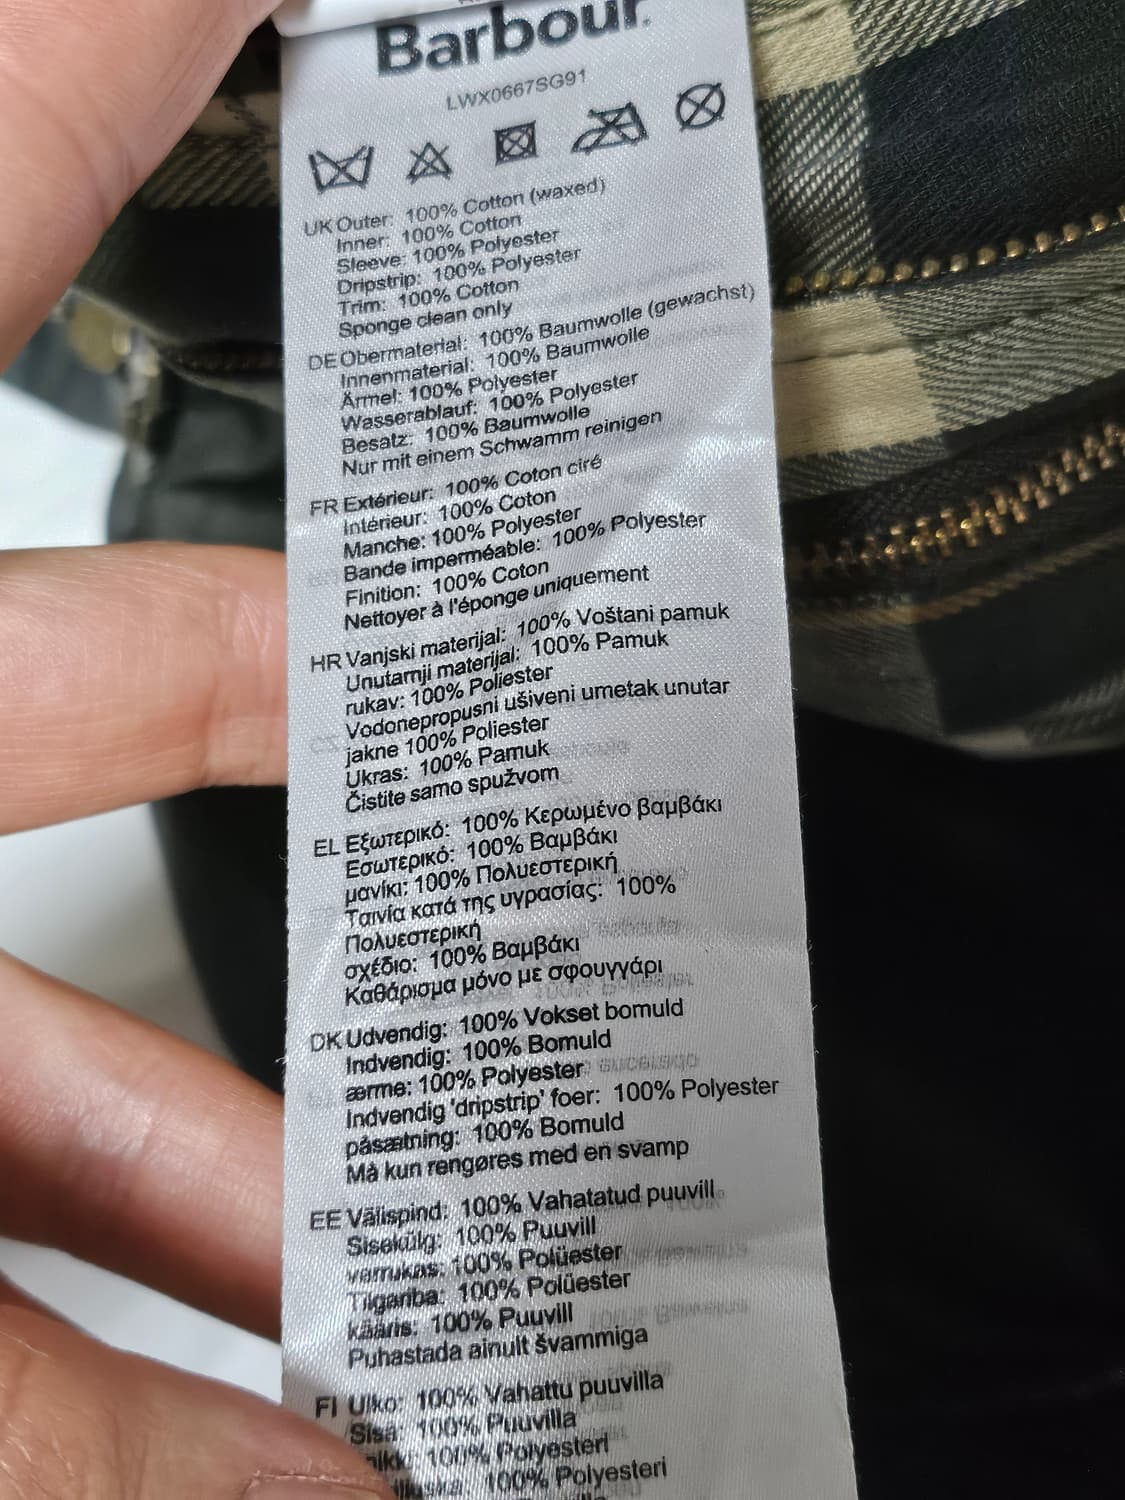 Barbour.
LWX0667SG91
UK Outer: 100% Cotton (waxed)
Inner: 100% Cotton
Sleeve: 100% Polyester
Dripstrip: 100% Polyester
Trim: 100% Cotton
Sponge clean only
DE Obermaterial: 100% Baumwolle (gewachst)
Innenmaterial: 100% Baumwolle
Ärmel: 100% Polyester
Wasserablauf: 100% Polyester
Besatz: 100% Baumwolle
Nur mit einem Schwamm reinigen
FR Extérieur: 100% Coton ciré
Intérieur: 100% Coton
Manche: 100% Polyester
Bande imperméable: 100% Polyester
Finition: 100% Coton
Nettoyer à l'éponge uniquement
HR Vanjski materijal: 100% Voštani pamuk
Unutarnji materijal: 100% Pamuk
rukav: 100% Poliester
Vodonepropusni ušiveni umetak unutar
jakne 100% Poliester
Ukras: 100% Pamuk
Čistite samo spužvom
EL Εξωτερικό: 100% Κερωμένο βαμβάκι
Εσωτερικό: 100% Βαμβάκι
μανίκι: 100% Πολυεστερική
Ταινία κατά της υγρασίας: 100%
Πολυεστερική
σχέδιο: 100% Βαμβάκι
Καθάρισμα μόνο με σφουγγάρι
DK Udvendig: 100% Vokset bomuld
Indvendig: 100% Bomuld
ærme: 100% Polyester
Indvendig 'dripstrip' foer: 100% Polyester
påsætning: 100% Bomuld
Må kun rengøres med en svamp
EE Välispind: 100% Vahatatud puuvill
Sisekülg: 100% Puuvill
varrukas: 100% Polüester
Tilgariba: 100% Polüester
kääris: 100% Puuvill
Puhastada ainult švammiga
FI Ulko: 100% Vahattu puuvilla
Sisä: 100% Puuvilla
100% Polyesteri
100% Polyesteri